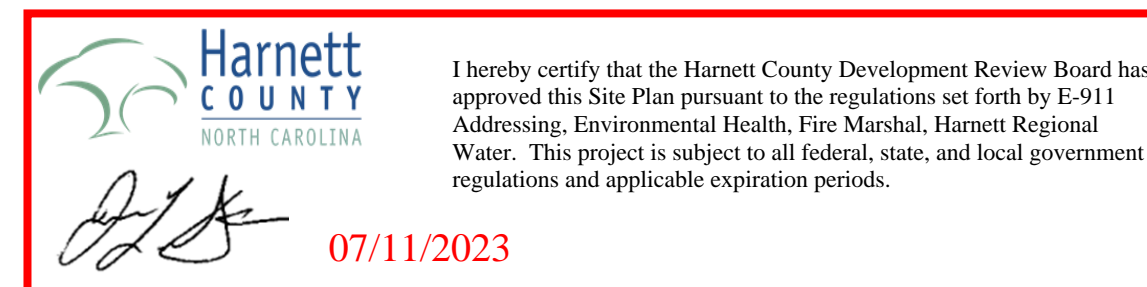 Harnett
COUNTY
NORTH CAROLINA
I hereby certify that the Harnett County Development Review Board has
approved this Site Plan pursuant to the regulations set forth by E-911
Addressing, Environmental Health, Fire Marshal, Harnett Regional
Water. This project is subject to all federal, state, and local government
regulations and applicable expiration periods.
07/11/2023